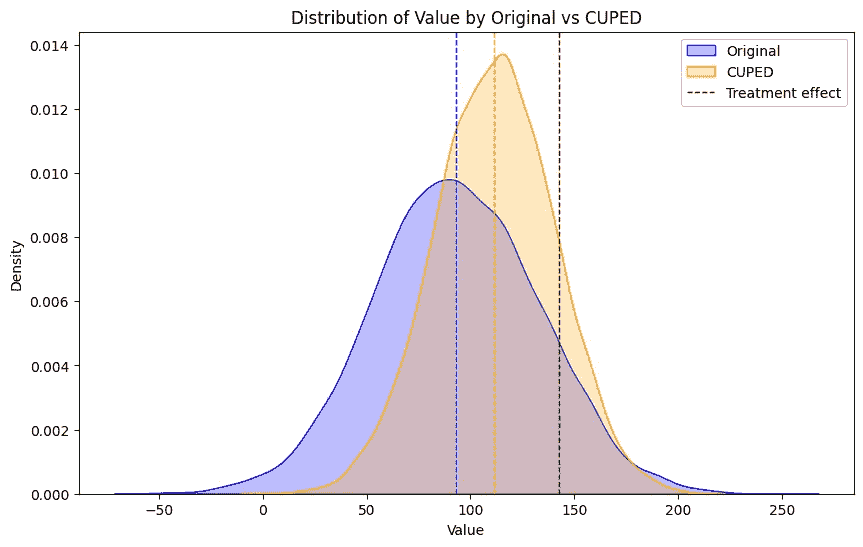 Distribution of Value by Original vs CUPED
Original
CUPED
Treatment effect
0.014
0.012
0.010
0.008
0.006
0.004
0.002
0.000
Density
−50
0
50
100
150
200
250
Value